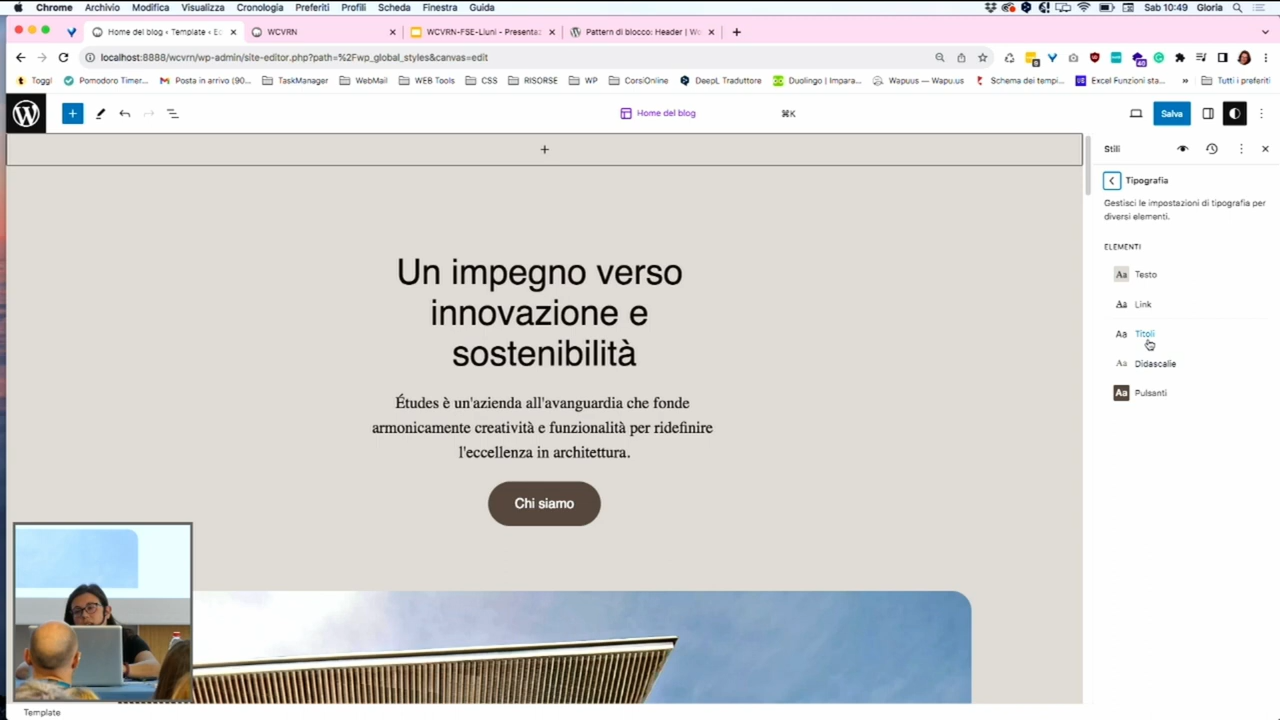 Chrome Archivio Modifica Visualizza Cronologia Preferiti Profili Scheda Finestra Guida Sab 10:49 Gloria
Home del blog ‹ Template ‹ Ec WCVRN WCVRN-FSE-Lluni - Presenta: Pattern di blocco: Header | Wo
localhost:8888/wcvrn/wp-admin/site-editor.php?path=%2Fwp_global_styles&canvas=edit
Toggl Pomodoro Timer... Posta in arrivo (90... TaskManager WebMail WEB Tools CSS RISORSE WP CorsiOnline DeepL Traduttore Duolingo | Impara... Wapuus — Wapu.us Schema dei tempi... Excel Funzioni sta... » Tutti i preferiti
Home del blog ⌘K Salva
Stili
Tipografia
Gestisci le impostazioni di tipografia per
diversi elementi.
ELEMENTI
Aa Testo
Aa Link
Aa Titoli
Aa Didascalie
Aa Pulsanti
Un impegno verso
innovazione e
sostenibilità
Études è un'azienda all'avanguardia che fonde
armonicamente creatività e funzionalità per ridefinire
l'eccellenza in architettura.
Chi siamo
Template